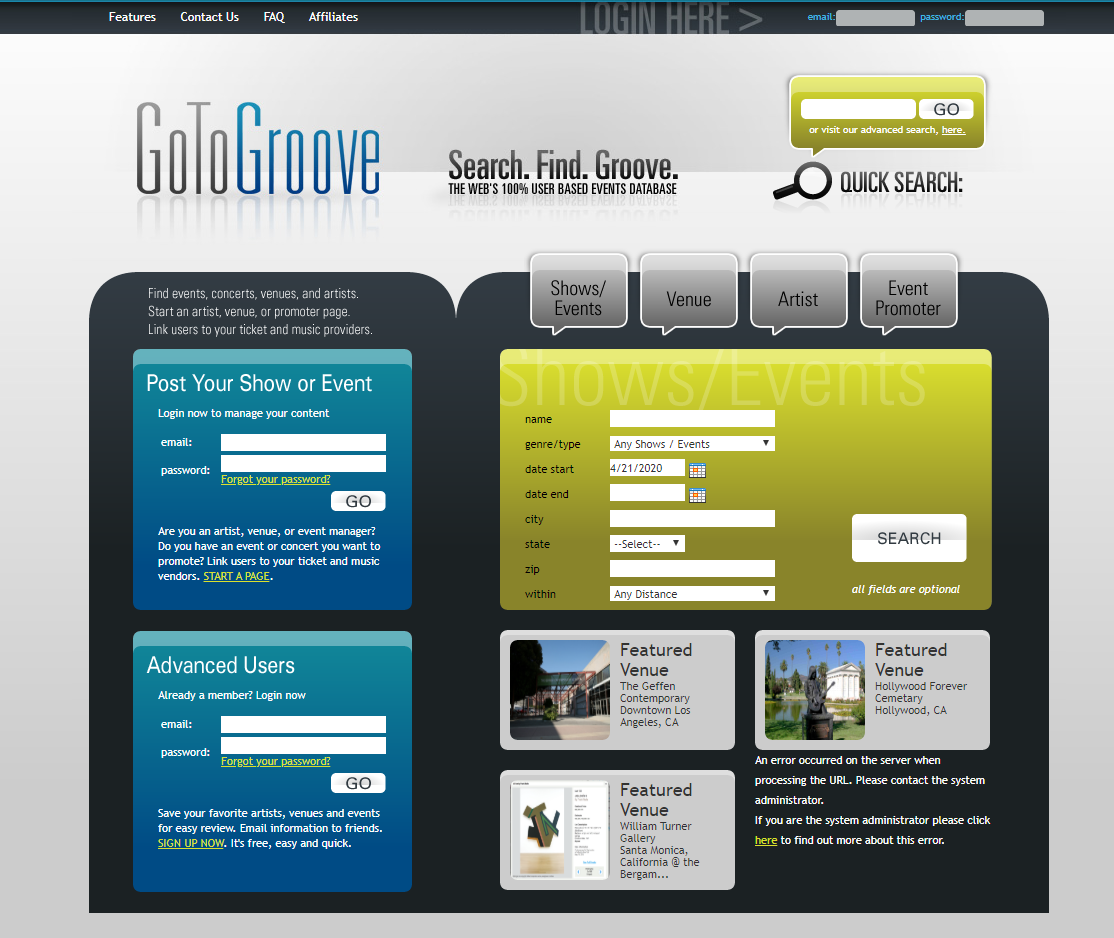 Features Contact Us FAQ Affiliates LOGIN HERE > email: password:
GoToGroove
Search. Find. Groove.
THE WEB'S 100% USER BASED EVENTS DATABASE
GO
or visit our advanced search, here.
QUICK SEARCH:
Find events, concerts, venues, and artists.
Start an artist, venue, or promoter page.
Link users to your ticket and music providers.
Shows/
Events
Venue
Artist
Event
Promoter
Post Your Show or Event
Login now to manage your content
email:
password:
Forgot your password?
GO
Are you an artist, venue, or event manager?
Do you have an event or concert you want to
promote? Link users to your ticket and music
vendors. START A PAGE.
Shows/Events
name
genre/type Any Shows / Events
date start 4/21/2020
date end
city
state --Select--
zip
within Any Distance
SEARCH
all fields are optional
Advanced Users
Already a member? Login now
email:
password:
Forgot your password?
GO
Save your favorite artists, venues and events
for easy review. Email information to friends.
SIGN UP NOW. It's free, easy and quick.
Featured
Venue
The Geffen
Contemporary
Downtown Los
Angeles, CA
Featured
Venue
Hollywood Forever
Cemetary
Hollywood, CA
Featured
Venue
William Turner
Gallery
Santa Monica,
California @ the
Bergam...
An error occurred on the server when
processing the URL. Please contact the system
administrator.
If you are the system administrator please click
here to find out more about this error.